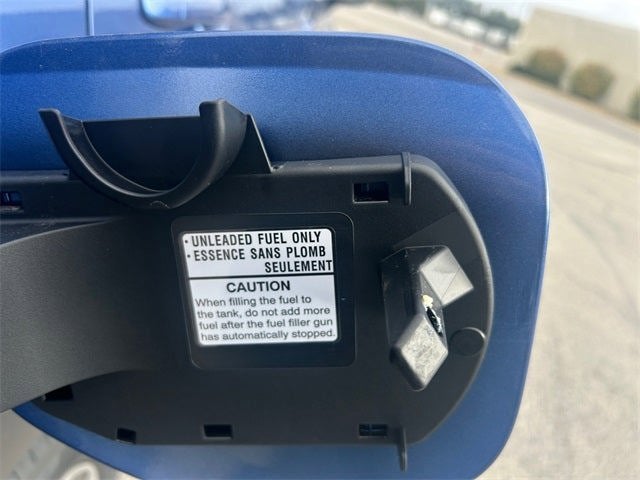 · UNLEADED FUEL ONLY
· ESSENCE SANS PLOMB
SEULEMENT
CAUTION
When filling the fuel to
the tank, do not add more
fuel after the fuel filler gun
has automatically stopped.